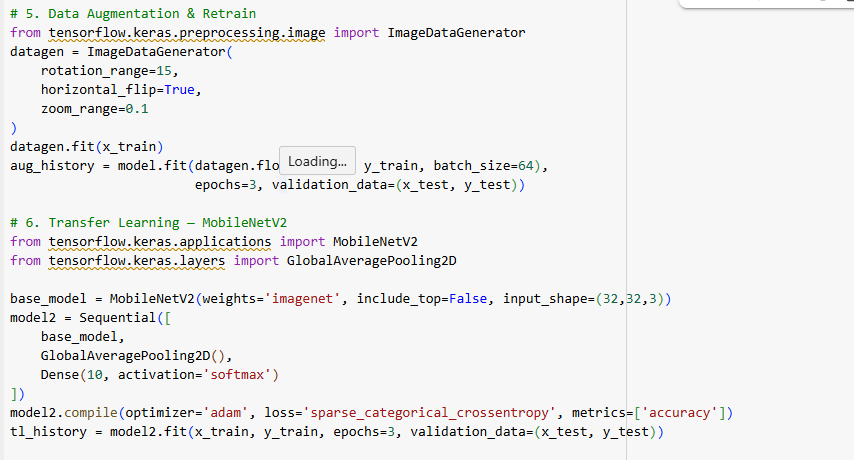 # 5. Data Augmentation & Retrain
from tensorflow.keras.preprocessing.image import ImageDataGenerator
datagen = ImageDataGenerator(
    rotation_range=15,
    horizontal_flip=True,
    zoom_range=0.1
)
datagen.fit(x_train)
aug_history = model.fit(datagen.flo Loading... y_train, batch_size=64),
                        epochs=3, validation_data=(x_test, y_test))
# 6. Transfer Learning – MobileNetV2
from tensorflow.keras.applications import MobileNetV2
from tensorflow.keras.layers import GlobalAveragePooling2D
base_model = MobileNetV2(weights='imagenet', include_top=False, input_shape=(32,32,3))
model2 = Sequential([
    base_model,
    GlobalAveragePooling2D(),
    Dense(10, activation='softmax')
])
model2.compile(optimizer='adam', loss='sparse_categorical_crossentropy', metrics=['accuracy'])
tl_history = model2.fit(x_train, y_train, epochs=3, validation_data=(x_test, y_test))